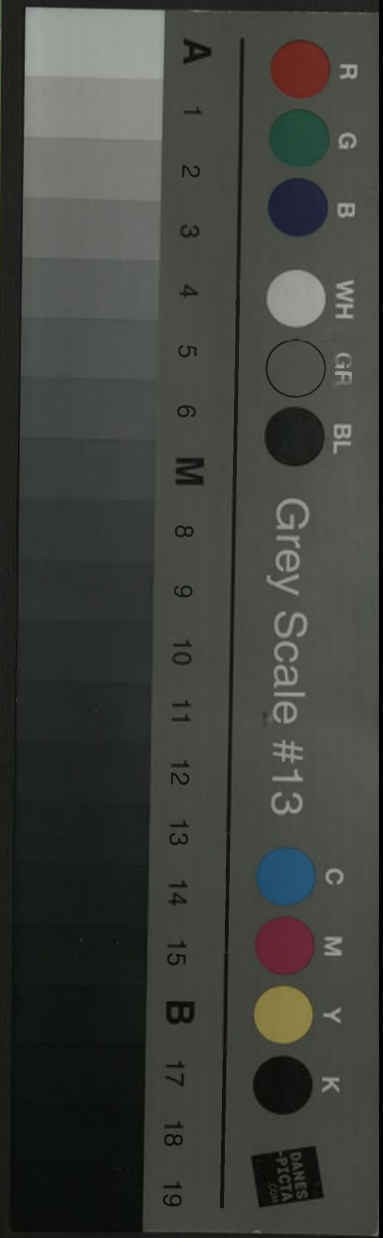 R G B WH GR BL Grey Scale #13 C M Y K
DANES
-PICTA
.COM
A 1 2 3 4 5 6 M 8 9 10 11 12 13 14 15 B 17 18 19